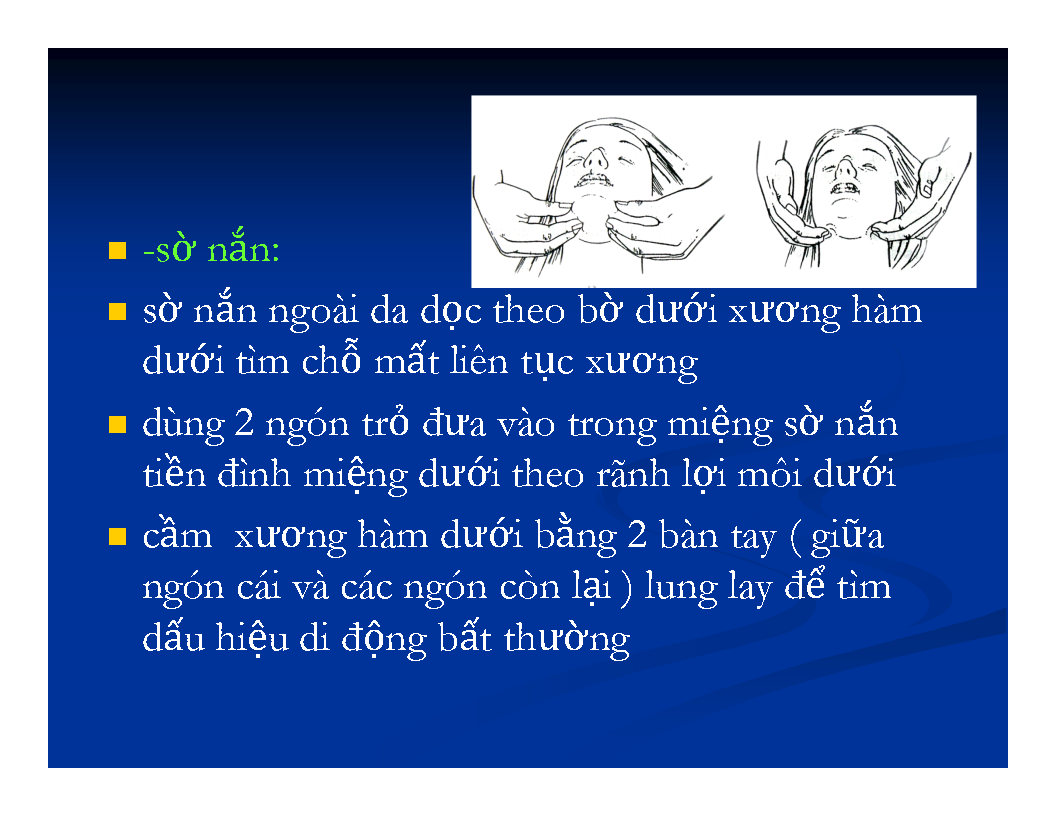 -sờ nắn:
sờ nắn ngoài da dọc theo bờ dưới xương hàm
dưới tìm chỗ mất liên tục xương
dùng 2 ngón trỏ đưa vào trong miệng sờ nắn
tiền đình miệng dưới theo rãnh lợi môi dưới
cầm xương hàm dưới bằng 2 bàn tay ( giữa
ngón cái và các ngón còn lại ) lung lay để tìm
dấu hiệu di động bất thường